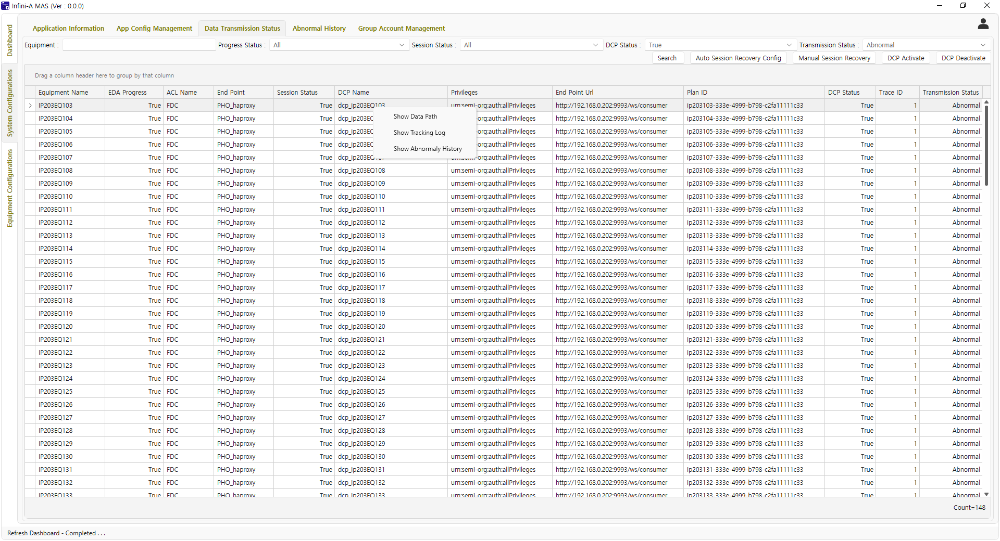 Infini-A MAS (Ver : 0.0.0)
Dashboard
System Configurations
Equipment Configurations
Application Information App Config Management Data Transmission Status Abnormal History Group Account Management
Equipment : Progress Status : All Session Status : All DCP Status : True Transmission Status : Abnormal
Search Auto Session Recovery Config Manual Session Recovery DCP Activate DCP Deactivate
Drag a column header here to group by that column
Equipment Name EDA Progress ACL Name End Point Session Status DCP Name Privileges End Point Url Plan ID DCP Status Trace ID Transmission Status
IP203EQ103 True FDC PHO_haproxy True dcp_ip203EQ103 urn:semi-org:auth:allPrivileges http://192.168.0.202:9993/ws/consumer ip203103-333e-4999-b798-c2fa11111c33 True 1 Abnormal
IP203EQ104 True FDC PHO_haproxy True dcp_ip203EQ -org:auth:allPrivileges http://192.168.0.202:9993/ws/consumer ip203104-333e-4999-b798-c2fa11111c33 True 1 Abnormal
IP203EQ105 True FDC PHO_haproxy True dcp_ip203EQ -org:auth:allPrivileges http://192.168.0.202:9993/ws/consumer ip203105-333e-4999-b798-c2fa11111c33 True 1 Abnormal
IP203EQ106 True FDC PHO_haproxy True dcp_ip203EQ -org:auth:allPrivileges http://192.168.0.202:9993/ws/consumer ip203106-333e-4999-b798-c2fa11111c33 True 1 Abnormal
IP203EQ107 True FDC PHO_haproxy True dcp_ip203EQ107 urn:semi-org:auth:allPrivileges http://192.168.0.202:9993/ws/consumer ip203107-333e-4999-b798-c2fa11111c33 True 1 Abnormal
Show Data Path
Show Tracking Log
Show Abnormaly History
IP203EQ108 True FDC PHO_haproxy True dcp_ip203EQ108 urn:semi-org:auth:allPrivileges http://192.168.0.202:9993/ws/consumer ip203108-333e-4999-b798-c2fa11111c33 True 1 Abnormal
IP203EQ109 True FDC PHO_haproxy True dcp_ip203EQ109 urn:semi-org:auth:allPrivileges http://192.168.0.202:9993/ws/consumer ip203109-333e-4999-b798-c2fa11111c33 True 1 Abnormal
IP203EQ110 True FDC PHO_haproxy True dcp_ip203EQ110 urn:semi-org:auth:allPrivileges http://192.168.0.202:9993/ws/consumer ip203110-333e-4999-b798-c2fa11111c33 True 1 Abnormal
IP203EQ111 True FDC PHO_haproxy True dcp_ip203EQ111 urn:semi-org:auth:allPrivileges http://192.168.0.202:9993/ws/consumer ip203111-333e-4999-b798-c2fa11111c33 True 1 Abnormal
IP203EQ112 True FDC PHO_haproxy True dcp_ip203EQ112 urn:semi-org:auth:allPrivileges http://192.168.0.202:9993/ws/consumer ip203112-333e-4999-b798-c2fa11111c33 True 1 Abnormal
IP203EQ113 True FDC PHO_haproxy True dcp_ip203EQ113 urn:semi-org:auth:allPrivileges http://192.168.0.202:9993/ws/consumer ip203113-333e-4999-b798-c2fa11111c33 True 1 Abnormal
IP203EQ114 True FDC PHO_haproxy True dcp_ip203EQ114 urn:semi-org:auth:allPrivileges http://192.168.0.202:9993/ws/consumer ip203114-333e-4999-b798-c2fa11111c33 True 1 Abnormal
IP203EQ115 True FDC PHO_haproxy True dcp_ip203EQ115 urn:semi-org:auth:allPrivileges http://192.168.0.202:9993/ws/consumer ip203115-333e-4999-b798-c2fa11111c33 True 1 Abnormal
IP203EQ116 True FDC PHO_haproxy True dcp_ip203EQ116 urn:semi-org:auth:allPrivileges http://192.168.0.202:9993/ws/consumer ip203116-333e-4999-b798-c2fa11111c33 True 1 Abnormal
IP203EQ117 True FDC PHO_haproxy True dcp_ip203EQ117 urn:semi-org:auth:allPrivileges http://192.168.0.202:9993/ws/consumer ip203117-333e-4999-b798-c2fa11111c33 True 1 Abnormal
IP203EQ118 True FDC PHO_haproxy True dcp_ip203EQ118 urn:semi-org:auth:allPrivileges http://192.168.0.202:9993/ws/consumer ip203118-333e-4999-b798-c2fa11111c33 True 1 Abnormal
IP203EQ119 True FDC PHO_haproxy True dcp_ip203EQ119 urn:semi-org:auth:allPrivileges http://192.168.0.202:9993/ws/consumer ip203119-333e-4999-b798-c2fa11111c33 True 1 Abnormal
IP203EQ120 True FDC PHO_haproxy True dcp_ip203EQ120 urn:semi-org:auth:allPrivileges http://192.168.0.202:9993/ws/consumer ip203120-333e-4999-b798-c2fa11111c33 True 1 Abnormal
IP203EQ121 True FDC PHO_haproxy True dcp_ip203EQ121 urn:semi-org:auth:allPrivileges http://192.168.0.202:9993/ws/consumer ip203121-333e-4999-b798-c2fa11111c33 True 1 Abnormal
IP203EQ122 True FDC PHO_haproxy True dcp_ip203EQ122 urn:semi-org:auth:allPrivileges http://192.168.0.202:9993/ws/consumer ip203122-333e-4999-b798-c2fa11111c33 True 1 Abnormal
IP203EQ123 True FDC PHO_haproxy True dcp_ip203EQ123 urn:semi-org:auth:allPrivileges http://192.168.0.202:9993/ws/consumer ip203123-333e-4999-b798-c2fa11111c33 True 1 Abnormal
IP203EQ124 True FDC PHO_haproxy True dcp_ip203EQ124 urn:semi-org:auth:allPrivileges http://192.168.0.202:9993/ws/consumer ip203124-333e-4999-b798-c2fa11111c33 True 1 Abnormal
IP203EQ125 True FDC PHO_haproxy True dcp_ip203EQ125 urn:semi-org:auth:allPrivileges http://192.168.0.202:9993/ws/consumer ip203125-333e-4999-b798-c2fa11111c33 True 1 Abnormal
IP203EQ126 True FDC PHO_haproxy True dcp_ip203EQ126 urn:semi-org:auth:allPrivileges http://192.168.0.202:9993/ws/consumer ip203126-333e-4999-b798-c2fa11111c33 True 1 Abnormal
IP203EQ127 True FDC PHO_haproxy True dcp_ip203EQ127 urn:semi-org:auth:allPrivileges http://192.168.0.202:9993/ws/consumer ip203127-333e-4999-b798-c2fa11111c33 True 1 Abnormal
IP203EQ128 True FDC PHO_haproxy True dcp_ip203EQ128 urn:semi-org:auth:allPrivileges http://192.168.0.202:9993/ws/consumer ip203128-333e-4999-b798-c2fa11111c33 True 1 Abnormal
IP203EQ129 True FDC PHO_haproxy True dcp_ip203EQ129 urn:semi-org:auth:allPrivileges http://192.168.0.202:9993/ws/consumer ip203129-333e-4999-b798-c2fa11111c33 True 1 Abnormal
IP203EQ130 True FDC PHO_haproxy True dcp_ip203EQ130 urn:semi-org:auth:allPrivileges http://192.168.0.202:9993/ws/consumer ip203130-333e-4999-b798-c2fa11111c33 True 1 Abnormal
IP203EQ131 True FDC PHO_haproxy True dcp_ip203EQ131 urn:semi-org:auth:allPrivileges http://192.168.0.202:9993/ws/consumer ip203131-333e-4999-b798-c2fa11111c33 True 1 Abnormal
IP203EQ132 True FDC PHO_haproxy True dcp_ip203EQ132 urn:semi-org:auth:allPrivileges http://192.168.0.202:9993/ws/consumer ip203132-333e-4999-b798-c2fa11111c33 True 1 Abnormal
IP203EQ133 True FDC PHO_haproxy True dcp_ip203EQ133 urn:semi-org:auth:allPrivileges http://192.168.0.202:9993/ws/consumer ip203133-333e-4999-b798-c2fa11111c33 True 1 Abnormal
Count=148
Refresh Dashboard - Completed . . .